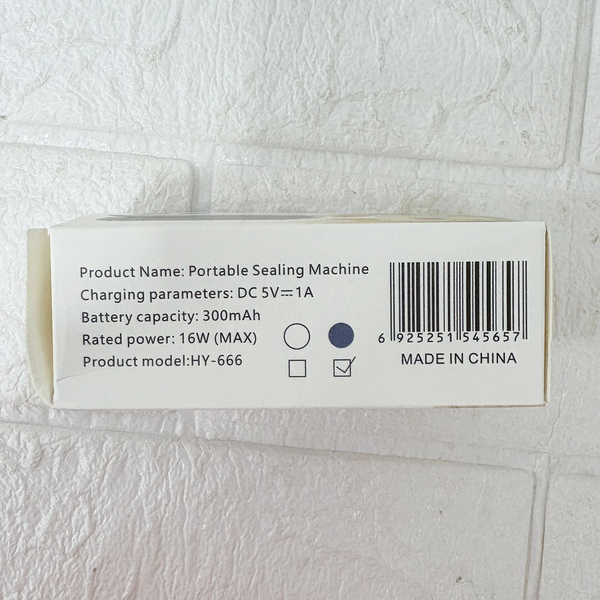 Product Name: Portable Sealing Machine
Charging parameters: DC 5V⎓1A
Battery capacity: 300mAh
Rated power: 16W (MAX)
Product model:HY-666
6 925251 545657
MADE IN CHINA